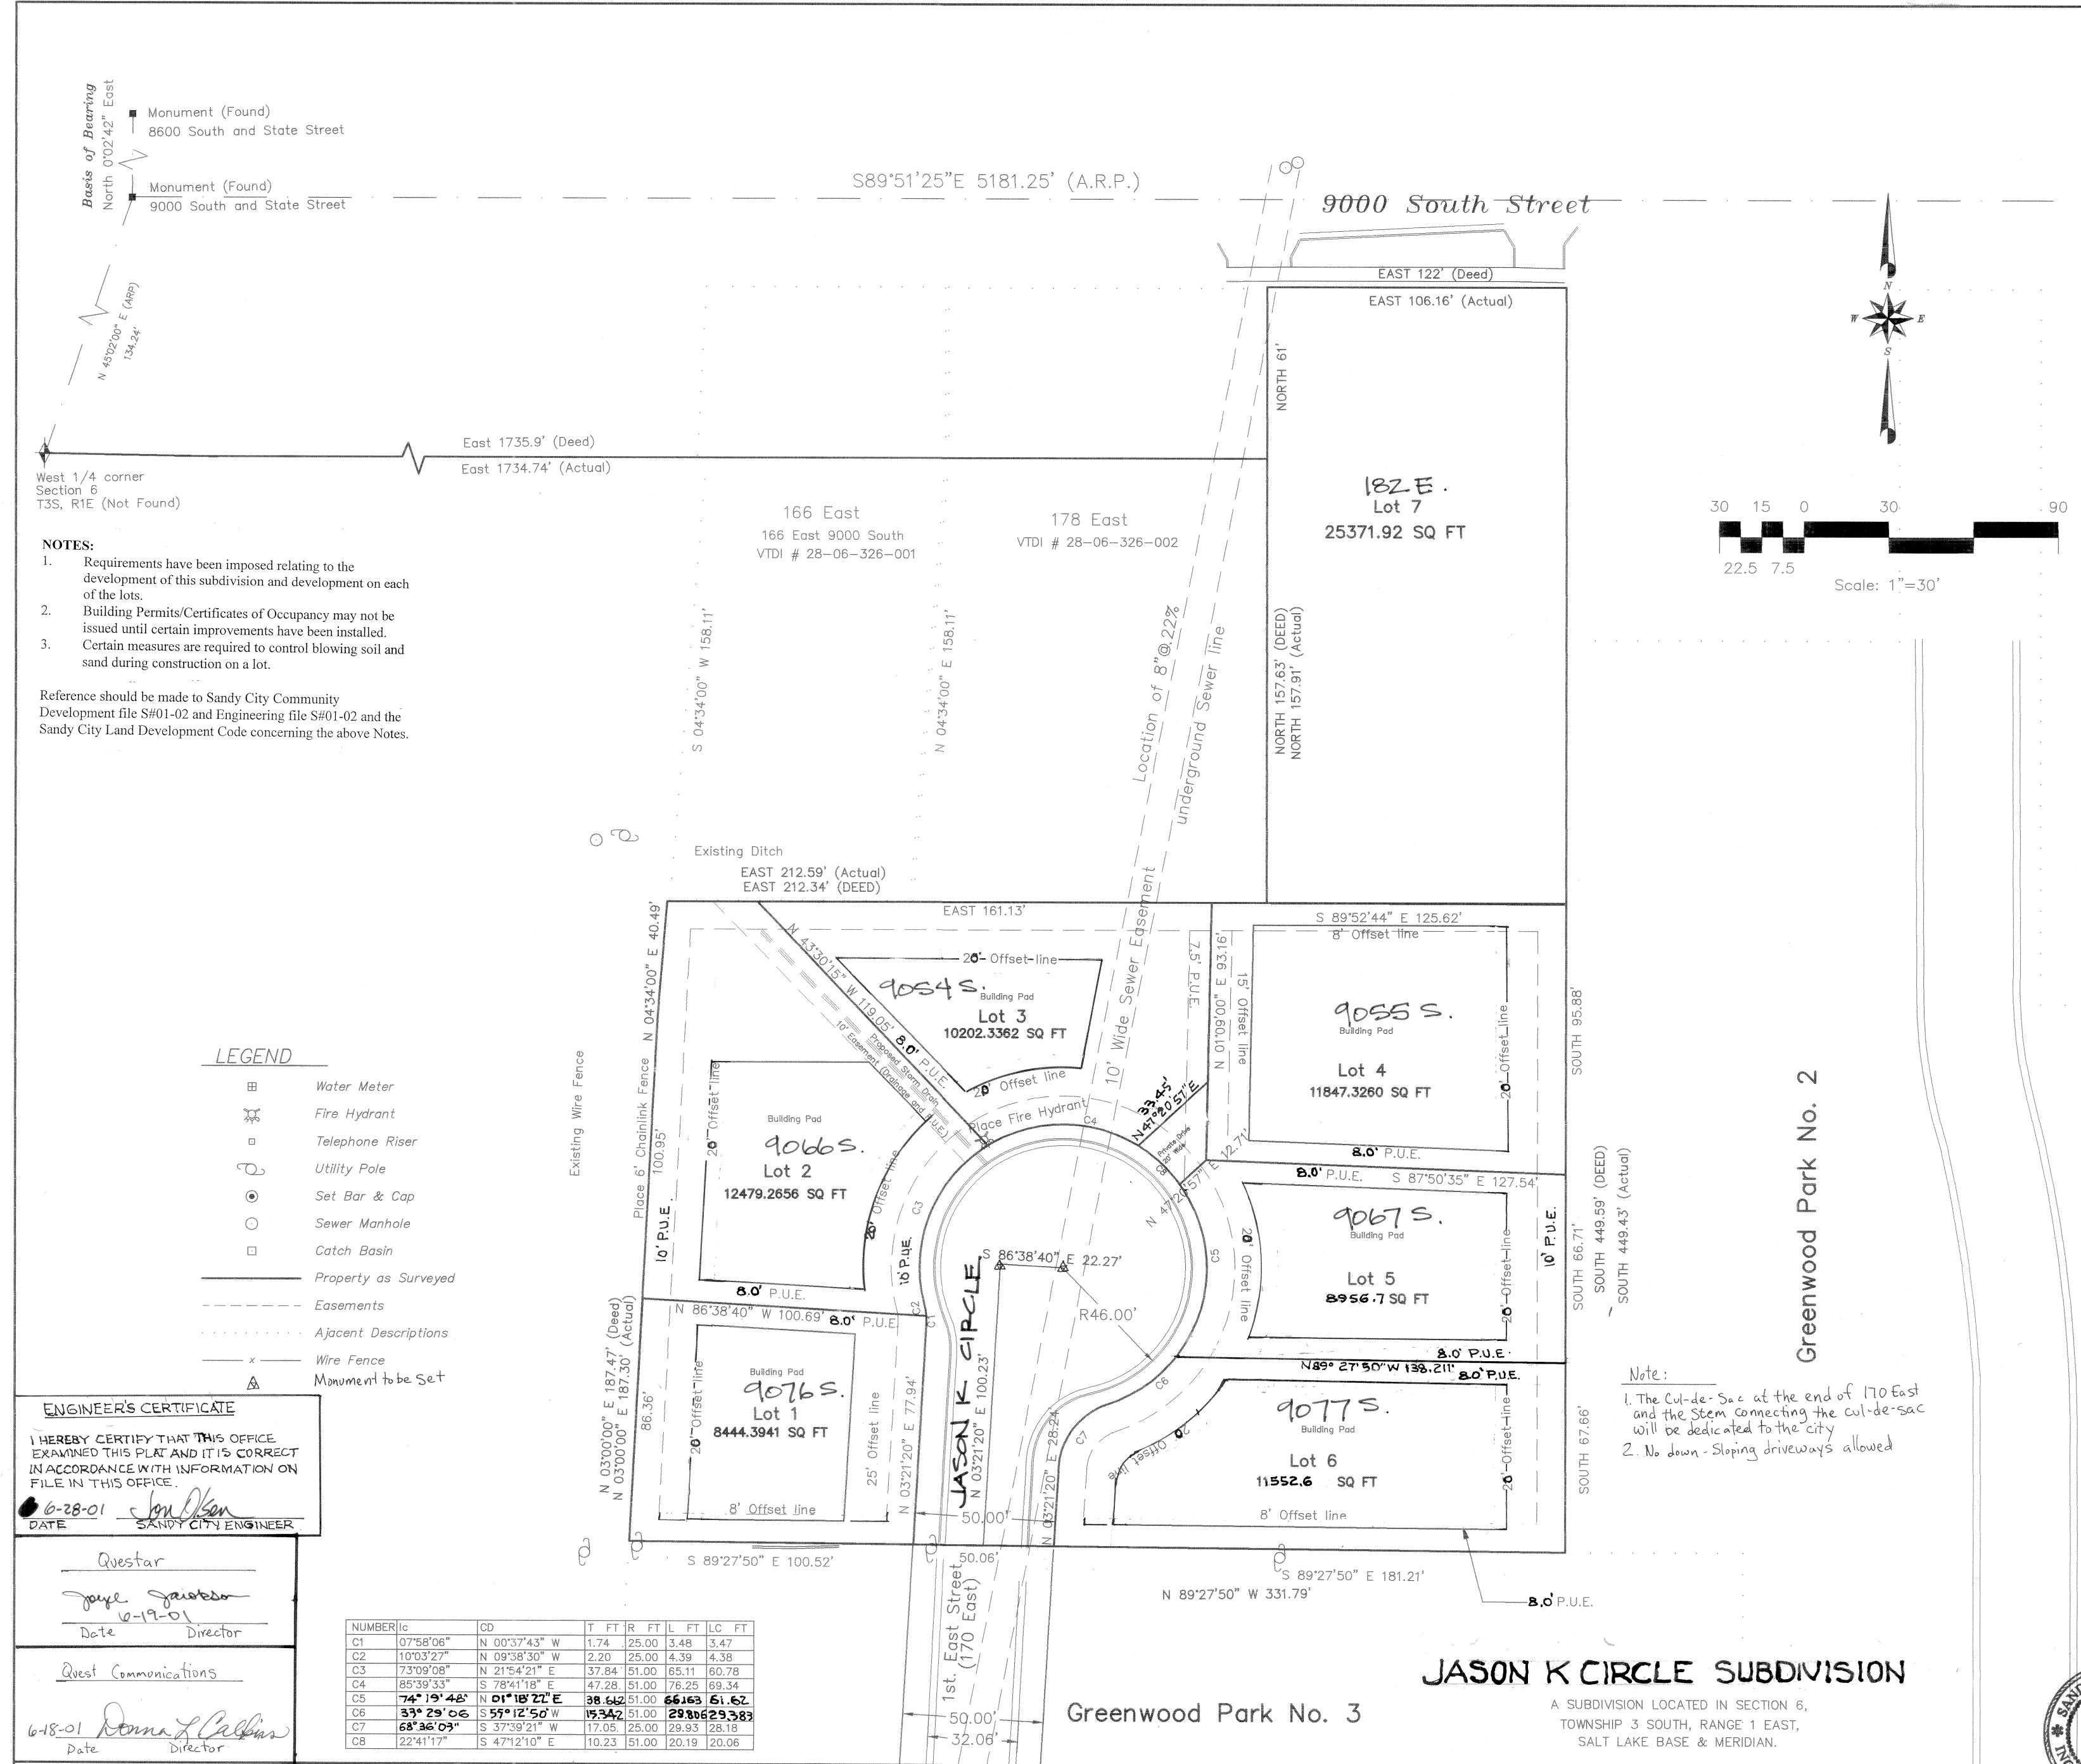 Basis of Bearing
North 0°02'42" East
Monument (Found)
8600 South and State Street
Monument (Found)
9000 South and State Street
S89°51'25"E 5181.25' (A.R.P.)
9000 South Street
EAST 122' (Deed)
EAST 106.16' (Actual)
N 45°02'00" E (ARP)
134.24'
NORTH 61'
N
W E
S
East 1735.9' (Deed)
East 1734.74' (Actual)
West 1/4 corner
Section 6
T3S, R1E (Not Found)
166 East
166 East 9000 South
VTDI # 28-06-326-001
178 East
VTDI # 28-06-326-002
182 E.
Lot 7
25371.92 SQ FT
30 15 0 30 90
22.5 7.5
Scale: 1"=30'
NOTES:
1. Requirements have been imposed relating to the
development of this subdivision and development on each
of the lots.
2. Building Permits/Certificates of Occupancy may not be
issued until certain improvements have been installed.
3. Certain measures are required to control blowing soil and
sand during construction on a lot.
Reference should be made to Sandy City Community
Development file S#01-02 and Engineering file S#01-02 and the
Sandy City Land Development Code concerning the above Notes.
S 04°34'00" W 158.11'
N 04°34'00" E 158.11'
Location of 8"@.22%
underground Sewer line
NORTH 157.63' (DEED)
NORTH 157.91' (Actual)
Existing Ditch
EAST 212.59' (Actual)
EAST 212.34' (DEED)
EAST 161.13'
S 89°52'44" E 125.62'
8' Offset line
N 04°34'00" E 40.49'
N 43°30'15" W 119.05'
8.0' P.U.E.
Proposed Storm Drain
10' Easement (Drainage and P.U.E.)
20' Offset line
9054 S.
Building Pad
Lot 3
10202.3362 SQ FT
20' Offset line
Place Fire Hydrant
C4
10' Wide Sewer Easement
7.5' P.U.E.
N 01°09'00" E 93.16'
15' Offset line
9055 S.
Building Pad
Lot 4
11847.3260 SQ FT
20' Offset line
SOUTH 95.88'
33.45'
N47°20'57"E
Private Drive
N 47°20'57" E 12.71'
8.0' P.U.E.
8.0' P.U.E.
S 87°50'35" E 127.54'
LEGEND
Water Meter
Fire Hydrant
Telephone Riser
Utility Pole
Set Bar & Cap
Sewer Manhole
Catch Basin
Property as Surveyed
Easements
Ajacent Descriptions
x Wire Fence
Monument to be Set
Existing Wire Fence
Place 6' Chainlink Fence
100.95'
10' P.U.E.
20' Offset line
Building Pad
9066 S.
Lot 2
12479.2656 SQ FT
20' Offset line
C3
10' P.U.E.
8.0' P.U.E.
N 86°38'40" W 100.69'
8.0' P.U.E.
C2
C1
S 86°38'40" E 22.27'
R46.00'
C5
20' Offset line
9067 S.
Building Pad
Lot 5
8956.7 SQ FT
20' Offset line
10' P.U.E.
SOUTH 66.71'
SOUTH 449.59' (DEED)
SOUTH 449.43' (Actual)
Greenwood Park No. 2
8.0' P.U.E.
N89° 27'50"W 138.211'
8.0' P.U.E.
N 03°00'00" E 187.47' (Deed)
N 03°00'00" E 187.30' (Actual)
86.36'
20' Offset line
Building Pad
9076 S.
Lot 1
8444.3941 SQ FT
8' Offset line
25' Offset line
N 03°21'20" E 77.94'
JASON K CIRCLE
N 03°21'20" E 100.23'
N 03°21'20" E 28.24'
50.00'
C6
C7
20' Offset line
9077 S.
Building Pad
Lot 6
11552.6 SQ FT
8' Offset line
20' Offset line
SOUTH 67.66'
Note:
1. The Cul-de-Sac at the end of 170 East
and the Stem connecting the cul-de-sac
will be dedicated to the city
2. No down-Sloping driveways allowed
ENGINEER'S CERTIFICATE
I HEREBY CERTIFY THAT THIS OFFICE
EXAMINED THIS PLAT AND IT IS CORRECT
IN ACCORDANCE WITH INFORMATION ON
FILE IN THIS OFFICE.
6-28-01 Jon Olsen
DATE SANDY CITY ENGINEER
Questar
6-19-01
Date Director
Quest Communications
6-18-01
Date Director
S 89°27'50" E 100.52'
50.06'
S 89°27'50" E 181.21'
N 89°27'50" W 331.79'
8.0' P.U.E.
1st. East Street
(170 East)
50.00'
32.06'
Greenwood Park No. 3
NUMBER lc CD T FT R FT L FT LC FT
C1 07°58'06" N 00°37'43" W 1.74 25.00 3.48 3.47
C2 10°03'27" N 09°38'30" W 2.20 25.00 4.39 4.38
C3 73°09'08" N 21°54'21" E 37.84 51.00 65.11 60.78
C4 85°39'33" S 78°41'18" E 47.28 51.00 76.25 69.34
C5 74° 19' 48" N 01° 18' 22" E 38.662 51.00 66.163 61.62
C6 33° 29' 06 S 55° 12' 50" W 15.342 51.00 29.806 29.383
C7 68° 36' 03" S 37°39'21" W 17.05 25.00 29.93 28.18
C8 22°41'17" S 47°12'10" E 10.23 51.00 20.19 20.06
JASON K CIRCLE SUBDIVISION
A SUBDIVISION LOCATED IN SECTION 6,
TOWNSHIP 3 SOUTH, RANGE 1 EAST,
SALT LAKE BASE & MERIDIAN.